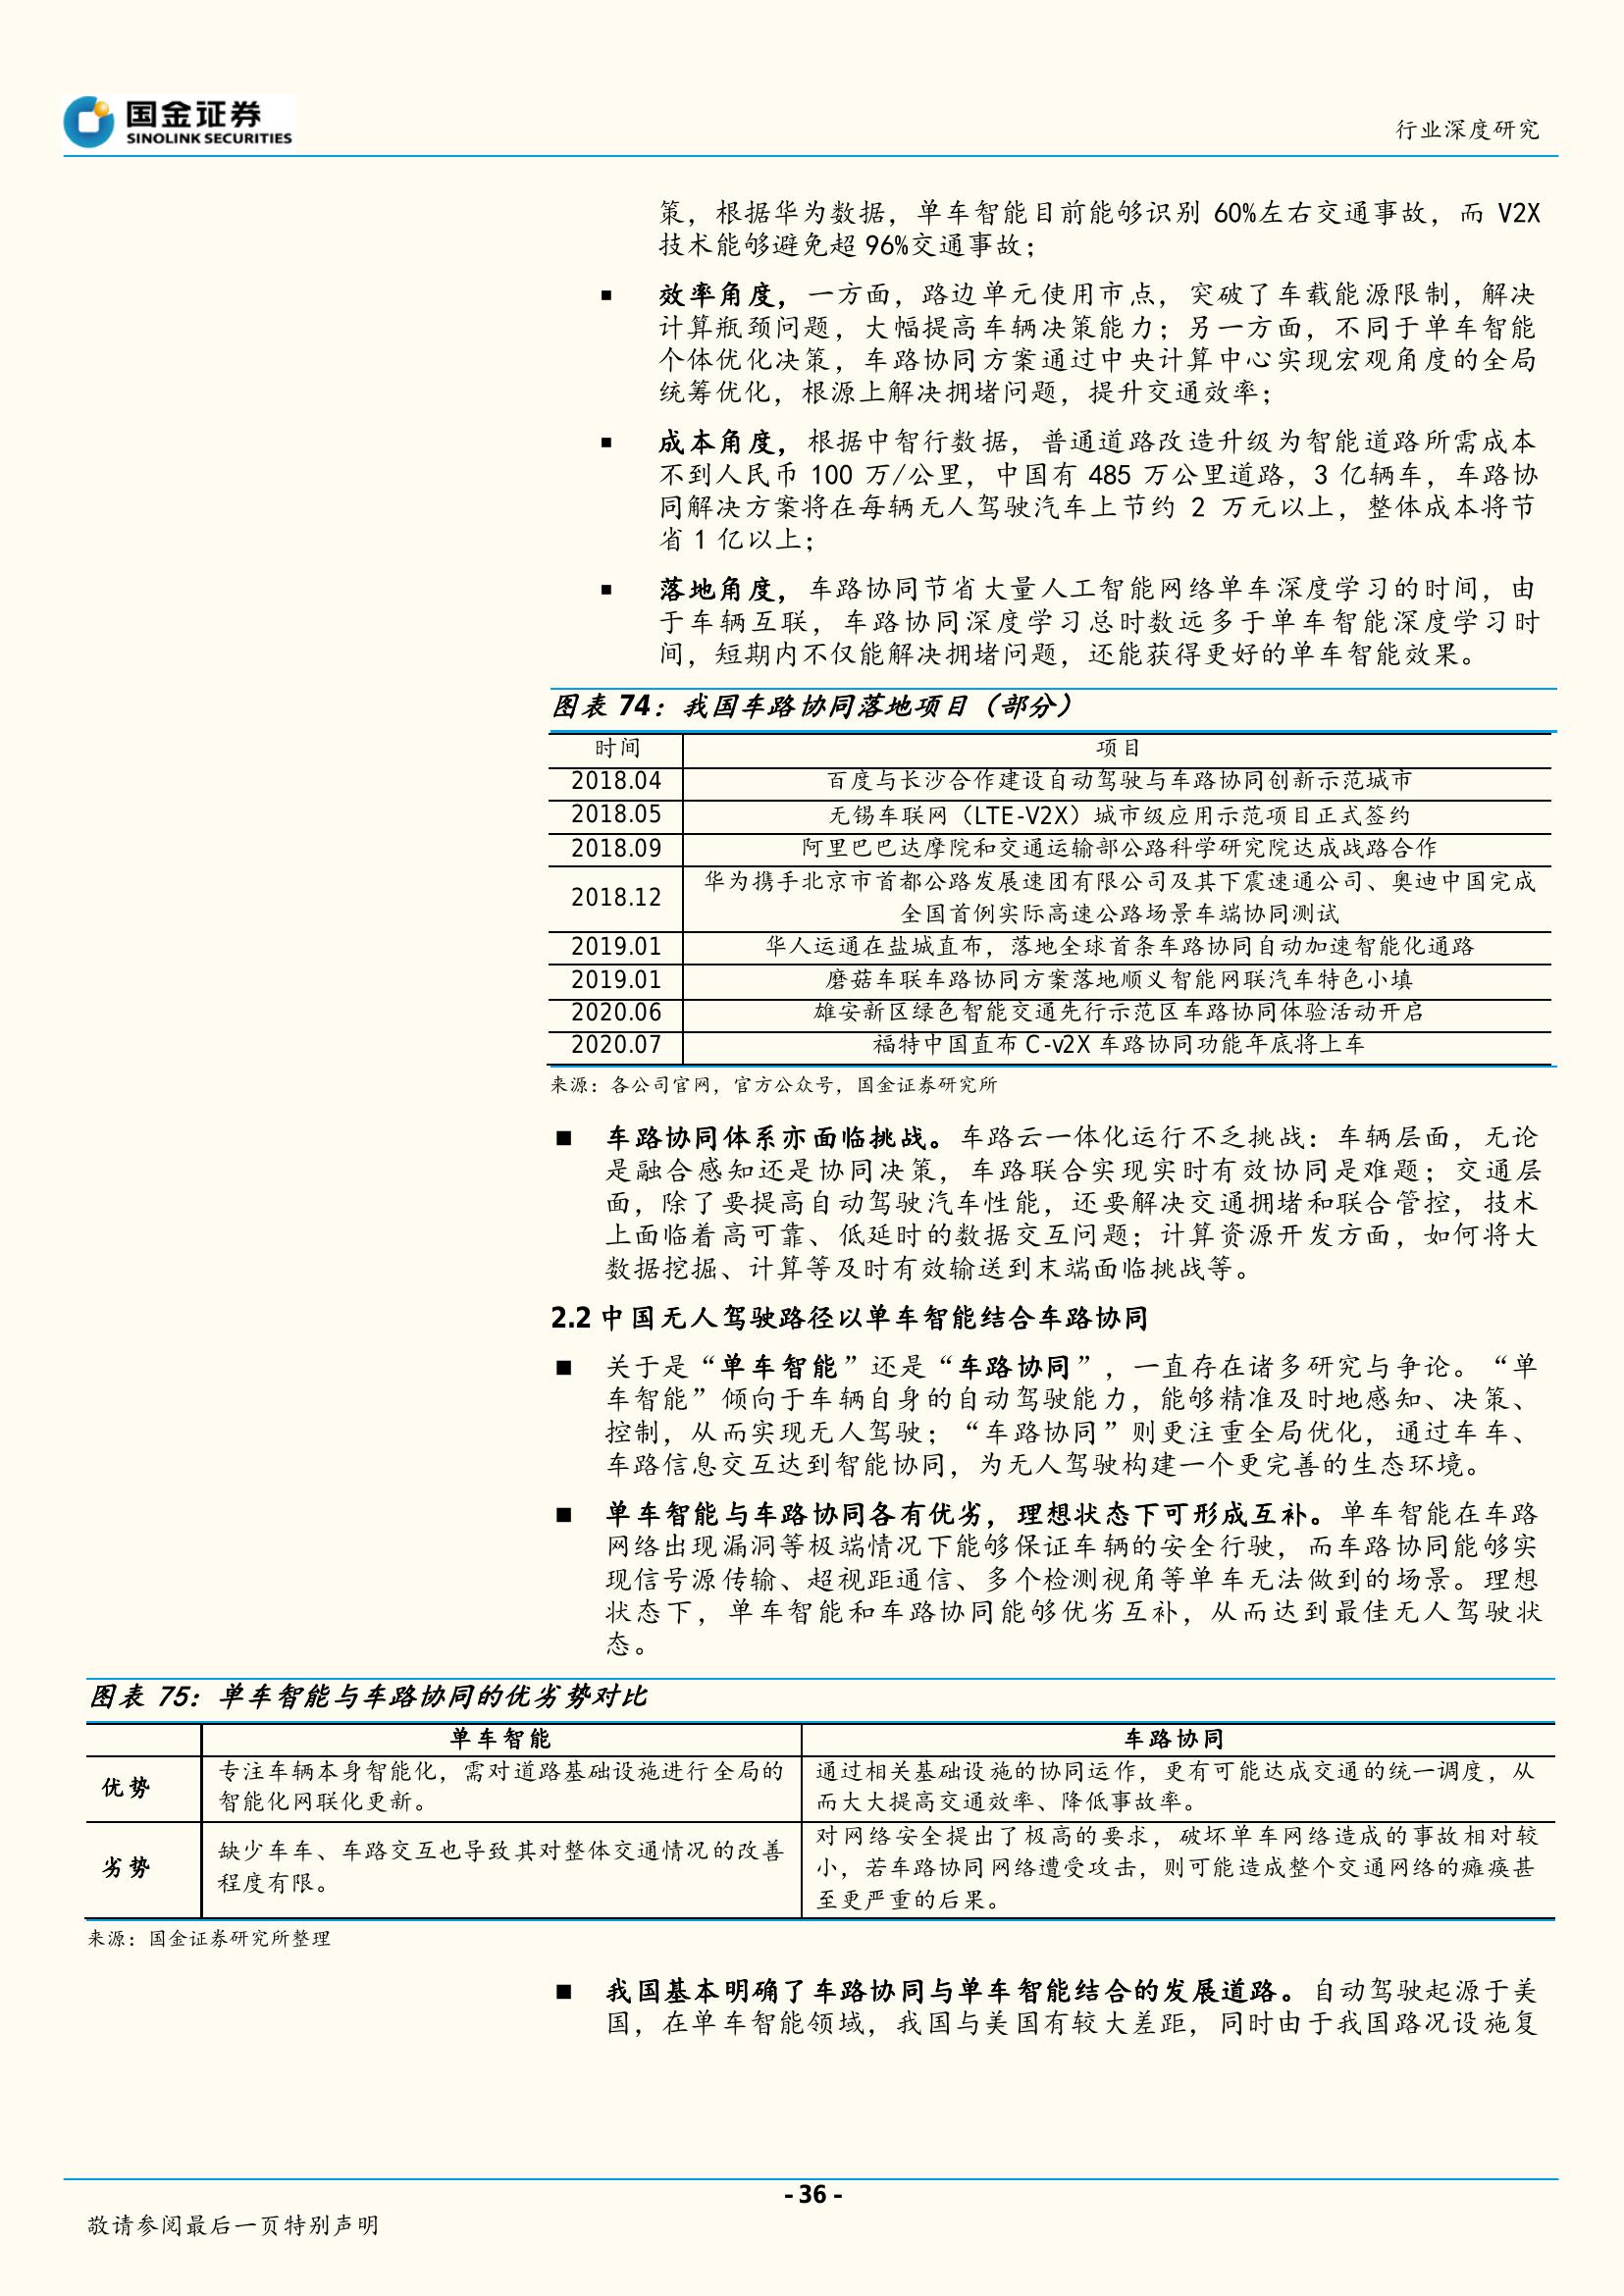 国金证券
SINOLINK SECURITIES
行业深度研究
策，根据华为数据，单车智能目前能够识别 60%左右交通事故，而 V2X
技术能够避免超 96%交通事故；
■ 效率角度，一方面，路边单元使用市点，突破了车载能源限制，解决
计算瓶颈问题，大幅提高车辆决策能力；另一方面，不同于单车智能
个体优化决策，车路协同方案通过中央计算中心实现宏观角度的全局
统筹优化，根源上解决拥堵问题，提升交通效率；
■ 成本角度，根据中智行数据，普通道路改造升级为智能道路所需成本
不到人民币 100 万/公里，中国有 485 万公里道路，3 亿辆车，车路协
同解决方案将在每辆无人驾驶汽车上节约 2 万元以上，整体成本将节
省 1 亿以上；
■ 落地角度，车路协同节省大量人工智能网络单车深度学习的时间，由
于车辆互联，车路协同深度学习总时数远多于单车智能深度学习时
间，短期内不仅能解决拥堵问题，还能获得更好的单车智能效果。
图表 74：我国车路协同落地项目（部分）
时间 项目
2018.04 百度与长沙合作建设自动驾驶与车路协同创新示范城市
2018.05 无锡车联网（LTE-V2X）城市级应用示范项目正式签约
2018.09 阿里巴巴达摩院和交通运输部公路科学研究院达成战路合作
2018.12 华为携手北京市首都公路发展速团有限公司及其下震速通公司、奥迪中国完成
全国首例实际高速公路场景车端协同测试
2019.01 华人运通在盐城直布，落地全球首条车路协同自动加速智能化通路
2019.01 磨菇车联车路协同方案落地顺义智能网联汽车特色小填
2020.06 雄安新区绿色智能交通先行示范区车路协同体验活动开启
2020.07 福特中国直布 C-v2X 车路协同功能年底将上车
来源：各公司官网，官方公众号，国金证券研究所
■ 车路协同体系亦面临挑战。车路云一体化运行不乏挑战：车辆层面，无论
是融合感知还是协同决策，车路联合实现实时有效协同是难题；交通层
面，除了要提高自动驾驶汽车性能，还要解决交通拥堵和联合管控，技术
上面临着高可靠、低延时的数据交互问题；计算资源开发方面，如何将大
数据挖掘、计算等及时有效输送到末端面临挑战等。
2.2 中国无人驾驶路径以单车智能结合车路协同
■ 关于是“单车智能”还是“车路协同”，一直存在诸多研究与争论。“单
车智能”倾向于车辆自身的自动驾驶能力，能够精准及时地感知、决策、
控制，从而实现无人驾驶；“车路协同”则更注重全局优化，通过车车、
车路信息交互达到智能协同，为无人驾驶构建一个更完善的生态环境。
■ 单车智能与车路协同各有优劣，理想状态下可形成互补。单车智能在车路
网络出现漏洞等极端情况下能够保证车辆的安全行驶，而车路协同能够实
现信号源传输、超视距通信、多个检测视角等单车无法做到的场景。理想
状态下，单车智能和车路协同能够优劣互补，从而达到最佳无人驾驶状
态。
图表 75：单车智能与车路协同的优劣势对比
单车智能 车路协同
优势 专注车辆本身智能化，需对道路基础设施进行全局的
智能化网联化更新。
通过相关基础设施的协同运作，更有可能达成交通的统一调度，从
而大大提高交通效率、降低事故率。
劣势 缺少车车、车路交互也导致其对整体交通情况的改善
程度有限。
对网络安全提出了极高的要求，破坏单车网络造成的事故相对较
小，若车路协同网络遭受攻击，则可能造成整个交通网络的瘫痪甚
至更严重的后果。
来源：国金证券研究所整理
■ 我国基本明确了车路协同与单车智能结合的发展道路。自动驾驶起源于美
国，在单车智能领域，我国与美国有较大差距，同时由于我国路况设施复
- 36 -
敬请参阅最后一页特别声明